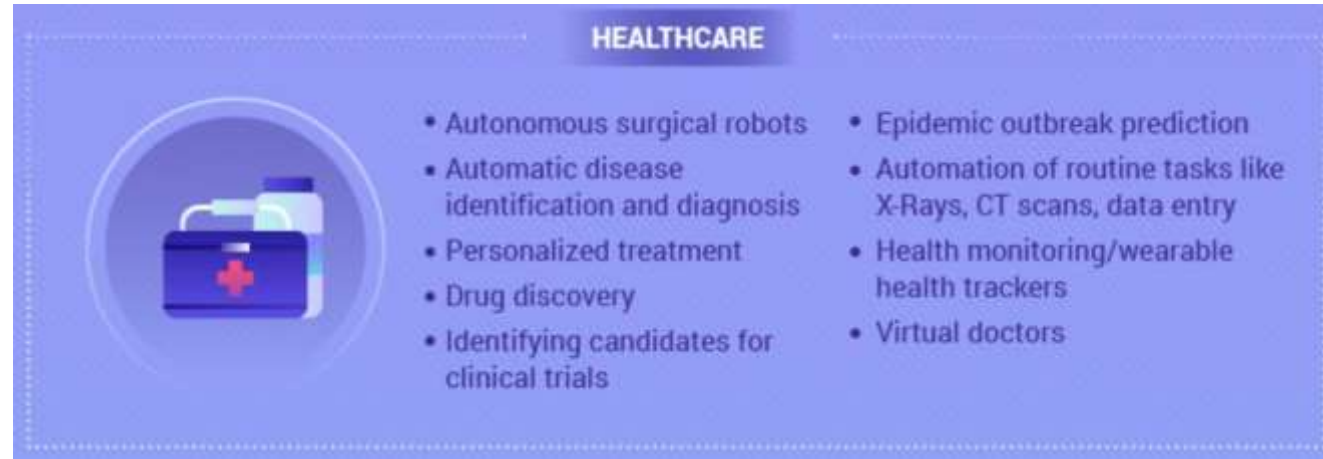 HEALTHCARE
• Autonomous surgical robots
• Automatic disease
identification and diagnosis
• Personalized treatment
• Drug discovery
• Identifying candidates for
clinical trials
• Epidemic outbreak prediction
• Automation of routine tasks like
X-Rays, CT scans, data entry
• Health monitoring/wearable
health trackers
• Virtual doctors